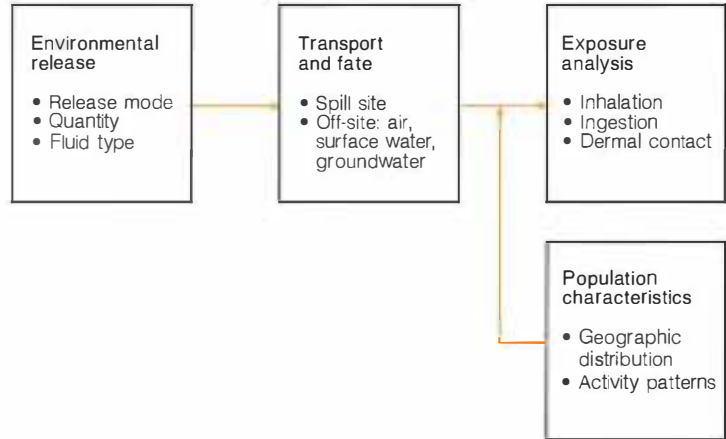 Environmental
release
• Release mode
• Quantity
• Fluid type
Transport
and fate
• Spill site
• Off-site: air,
surface water,
groundwater
Exposure
analysis
• Inhalation
• Ingestion
• Dermal contact
Population
characteristics
• Geographic
distribution
• Activity patterns